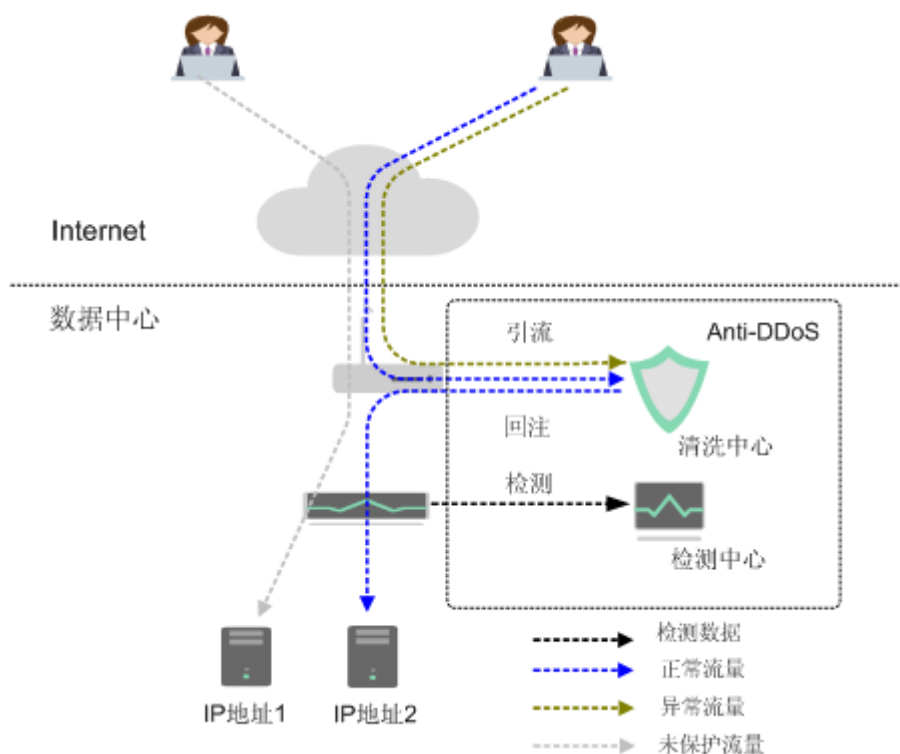 Internet
数据中心
引流
Anti-DDoS
回注
清洗中心
检测
检测中心
IP地址1
IP地址2
检测数据
正常流量
异常流量
未保护流量